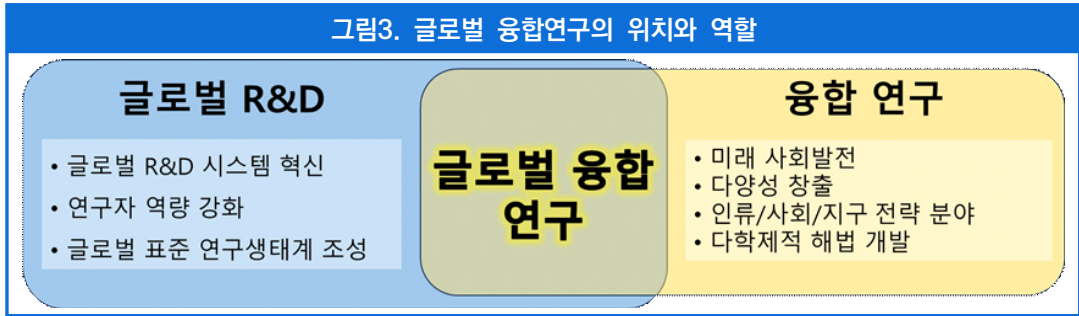 그림3. 글로벌 융합연구의 위치와 역할
글로벌 R&D
• 글로벌 R&D 시스템 혁신
• 연구자 역량 강화
• 글로벌 표준 연구생태계 조성
글로벌 융합
연구
융합 연구
• 미래 사회발전
• 다양성 창출
• 인류/사회/지구 전략 분야
• 다학제적 해법 개발